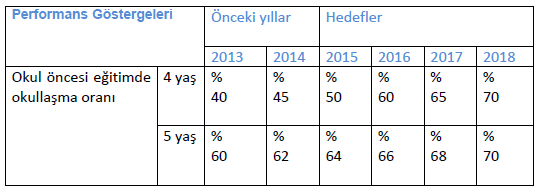 Performans Göstergeleri Önceki yıllar Hedefler
2013 2014 2015 2016 2017 2018
Okul öncesi eğitimde 4 yaş % % % % % %
okullaşma oranı 40 45 50 60 65 70
5 yaş % % % % % %
60 62 64 66 68 70